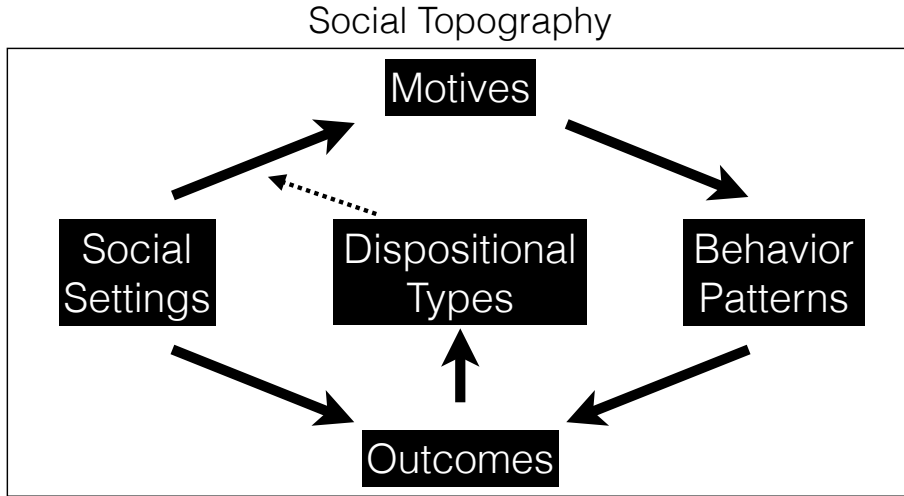 Social Topography
Motives
Social
Settings
Dispositional
Types
Behavior
Patterns
Outcomes